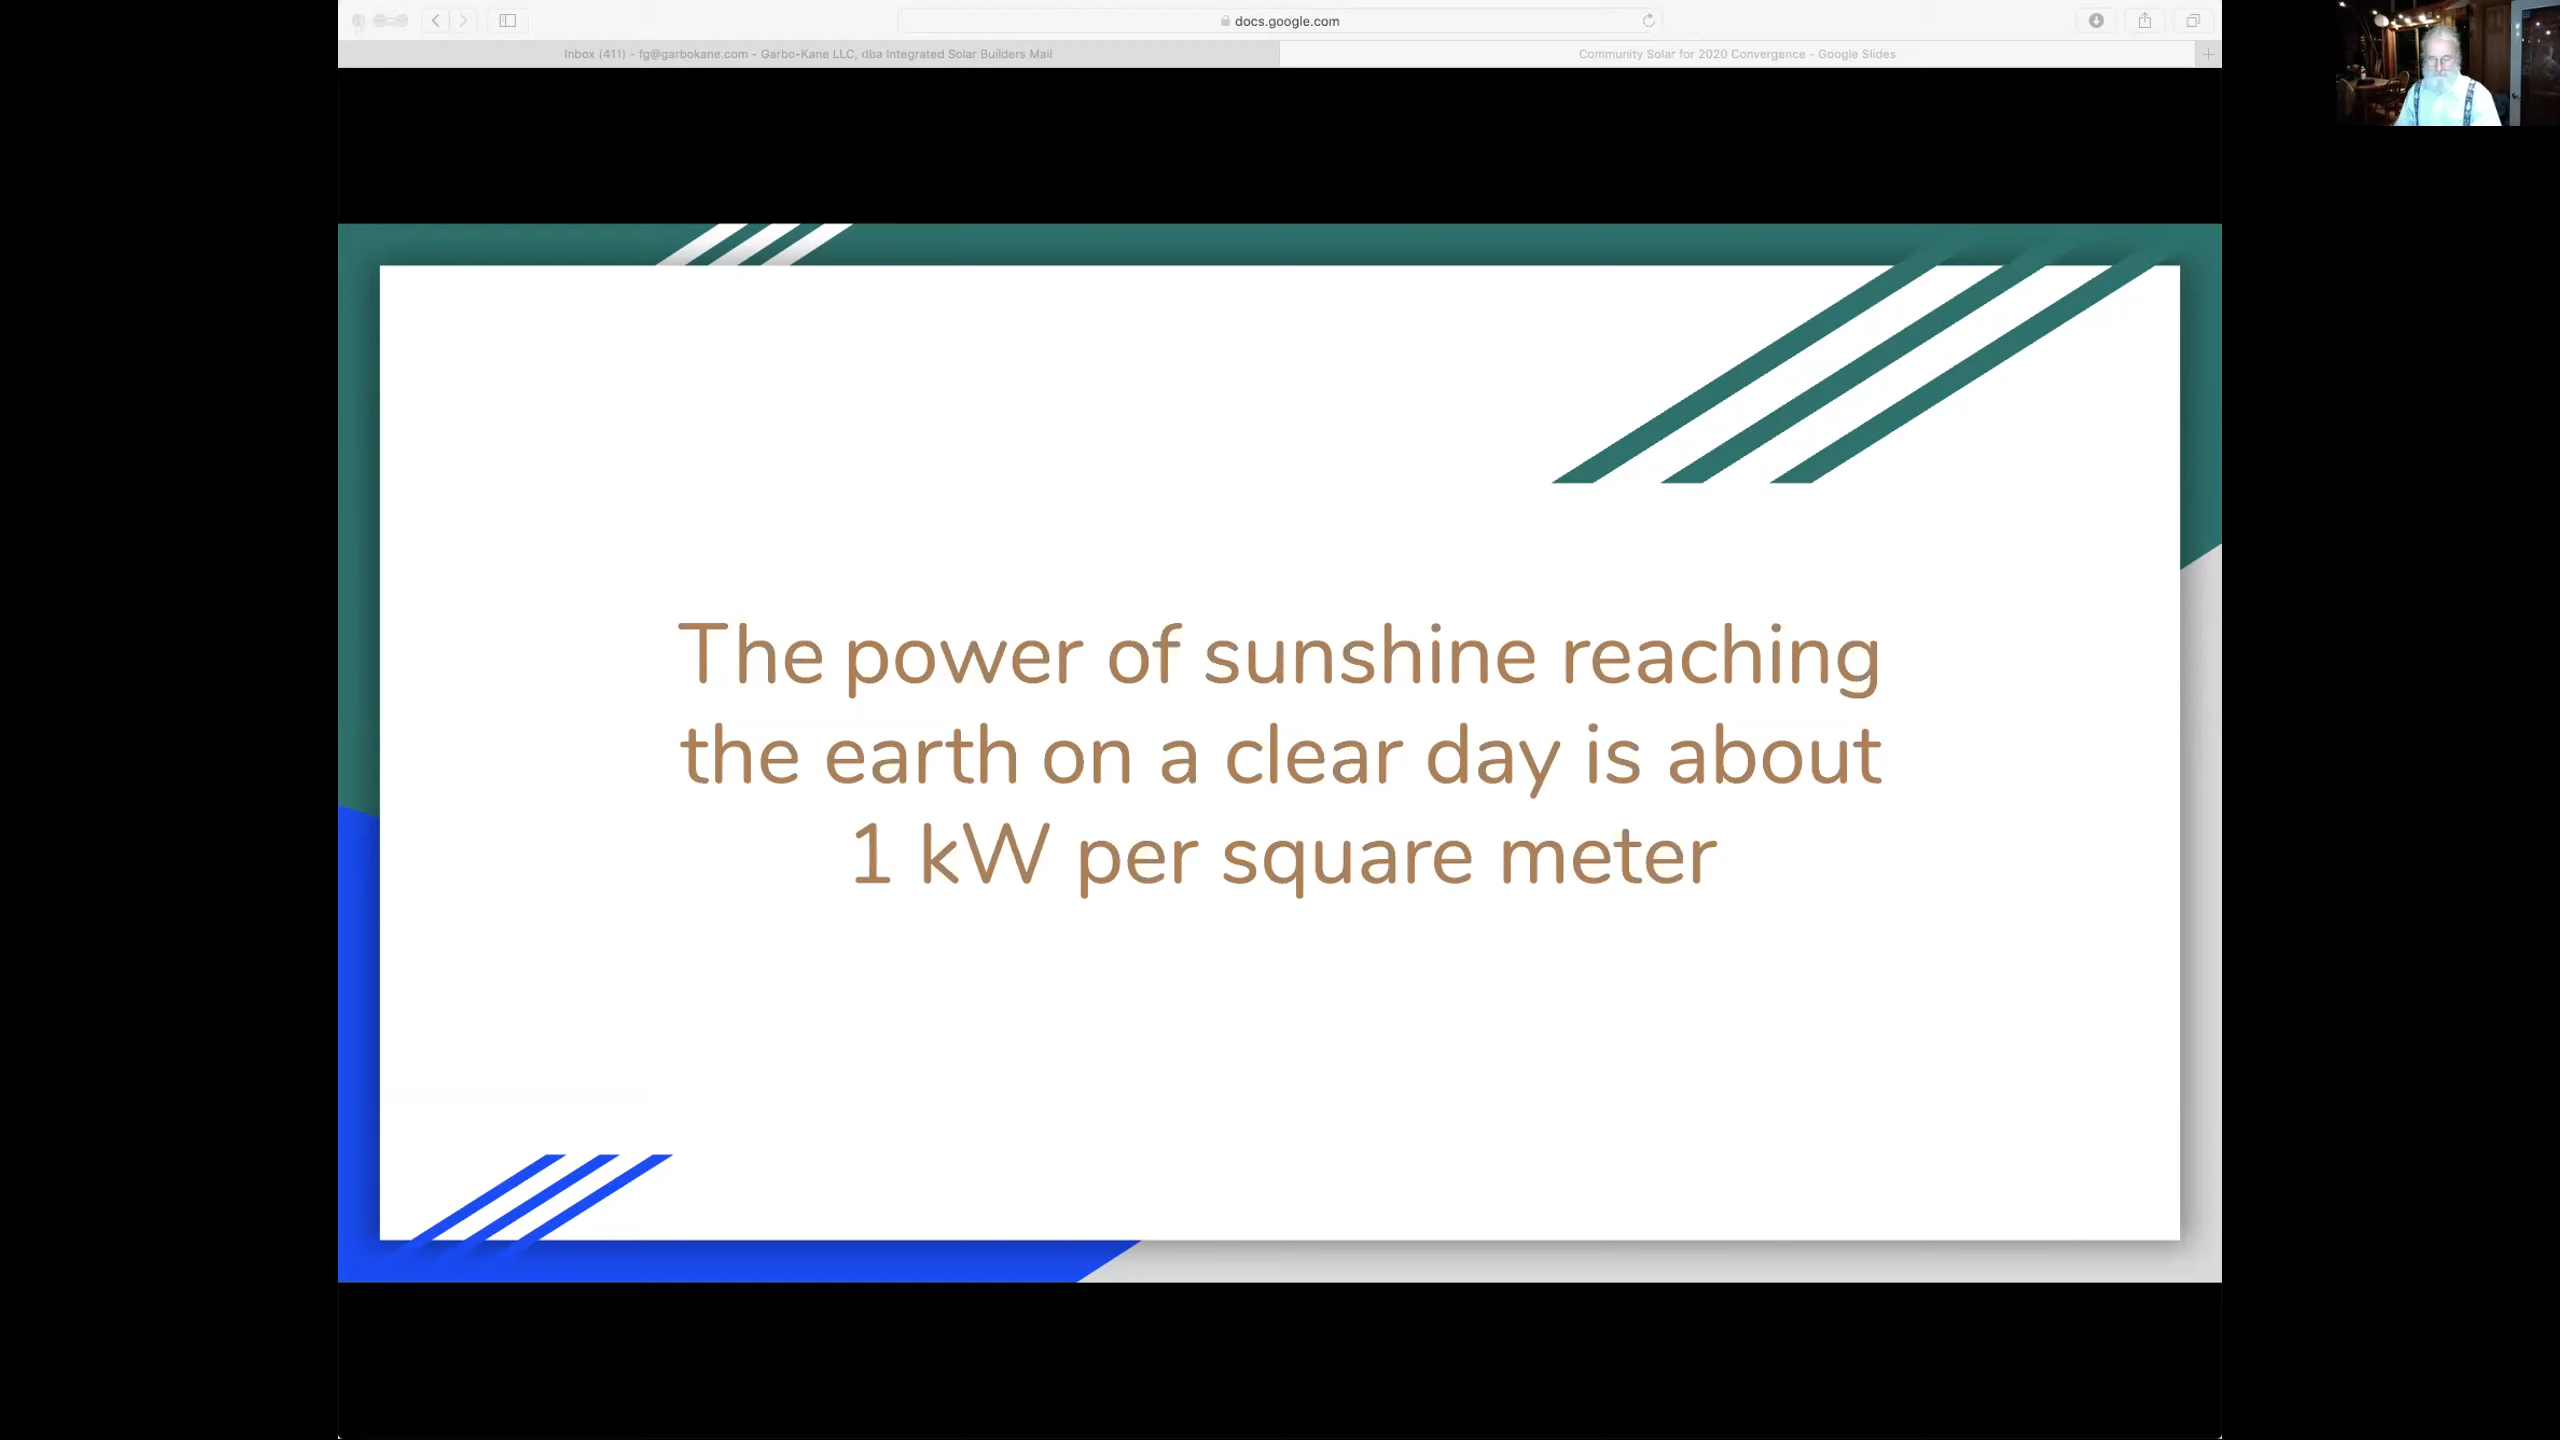 docs.google.com
Inbox (411) - fg@garbokane.com - Garbo-Kane LLC, dba Integrated Solar Builders Mail
Community Solar for 2020 Convergence - Google Slides
The power of sunshine reaching
the earth on a clear day is about
1 kW per square meter